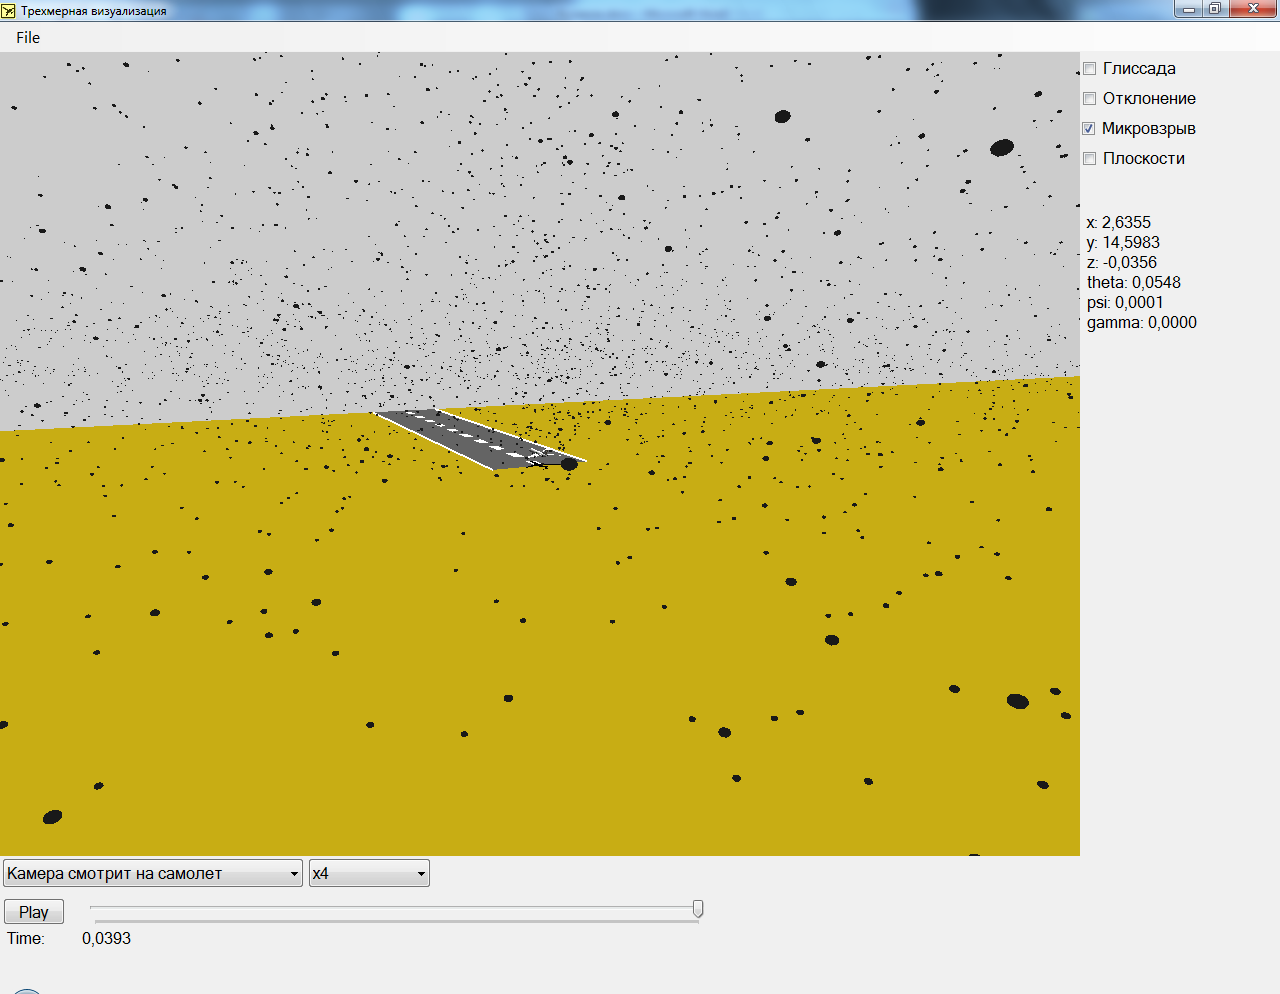 Трехмерная визуализация
File
Глиссада
Отклонение
Микровзрыв
Плоскости
x: 2,6355
y: 14,5983
z: -0,0356
theta: 0,0548
psi: 0,0001
gamma: 0,0000
Камера смотрит на самолет
x4
Play
Time: 0,0393